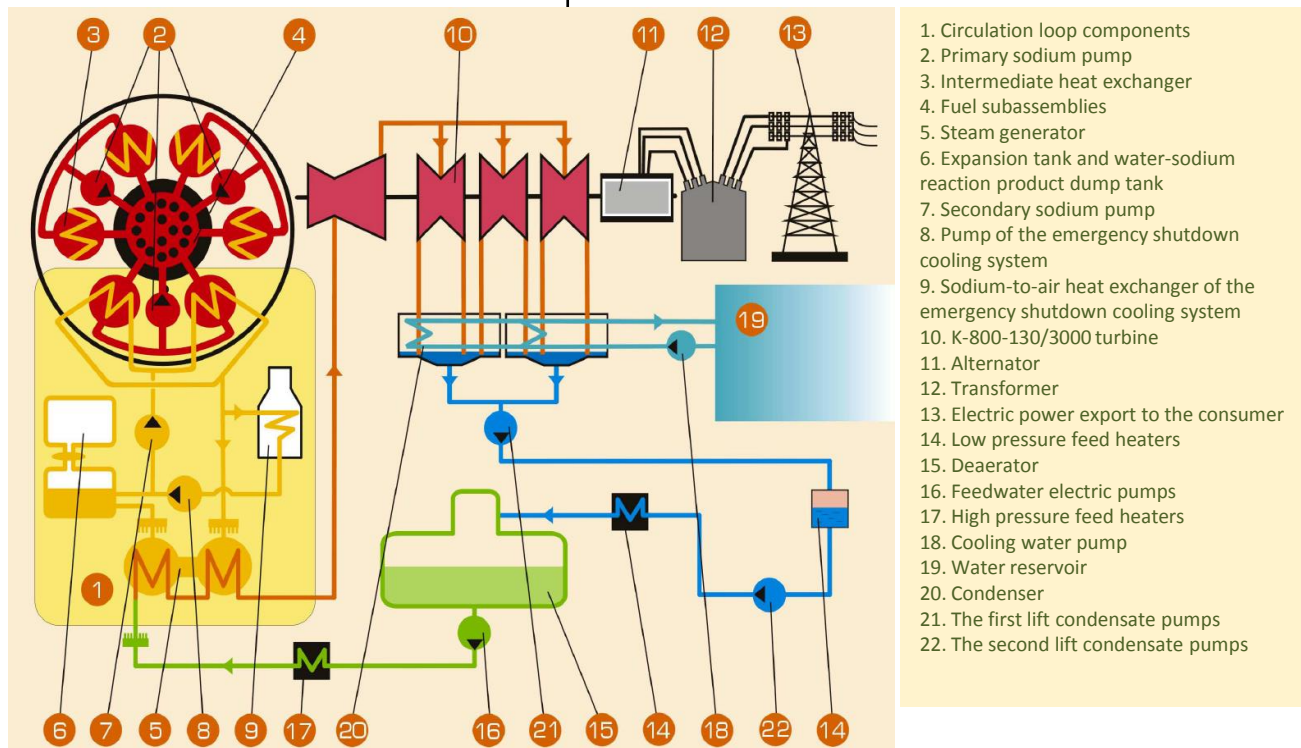 3
2
4
10
11
12
13
19
1
6
7
5
8
9
17
20
16
21
15
14
18
22
14
1. Circulation loop components
2. Primary sodium pump
3. Intermediate heat exchanger
4. Fuel subassemblies
5. Steam generator
6. Expansion tank and water-sodium
reaction product dump tank
7. Secondary sodium pump
8. Pump of the emergency shutdown
cooling system
9. Sodium-to-air heat exchanger of the
emergency shutdown cooling system
10. K-800-130/3000 turbine
11. Alternator
12. Transformer
13. Electric power export to the consumer
14. Low pressure feed heaters
15. Deaerator
16. Feedwater electric pumps
17. High pressure feed heaters
18. Cooling water pump
19. Water reservoir
20. Condenser
21. The first lift condensate pumps
22. The second lift condensate pumps